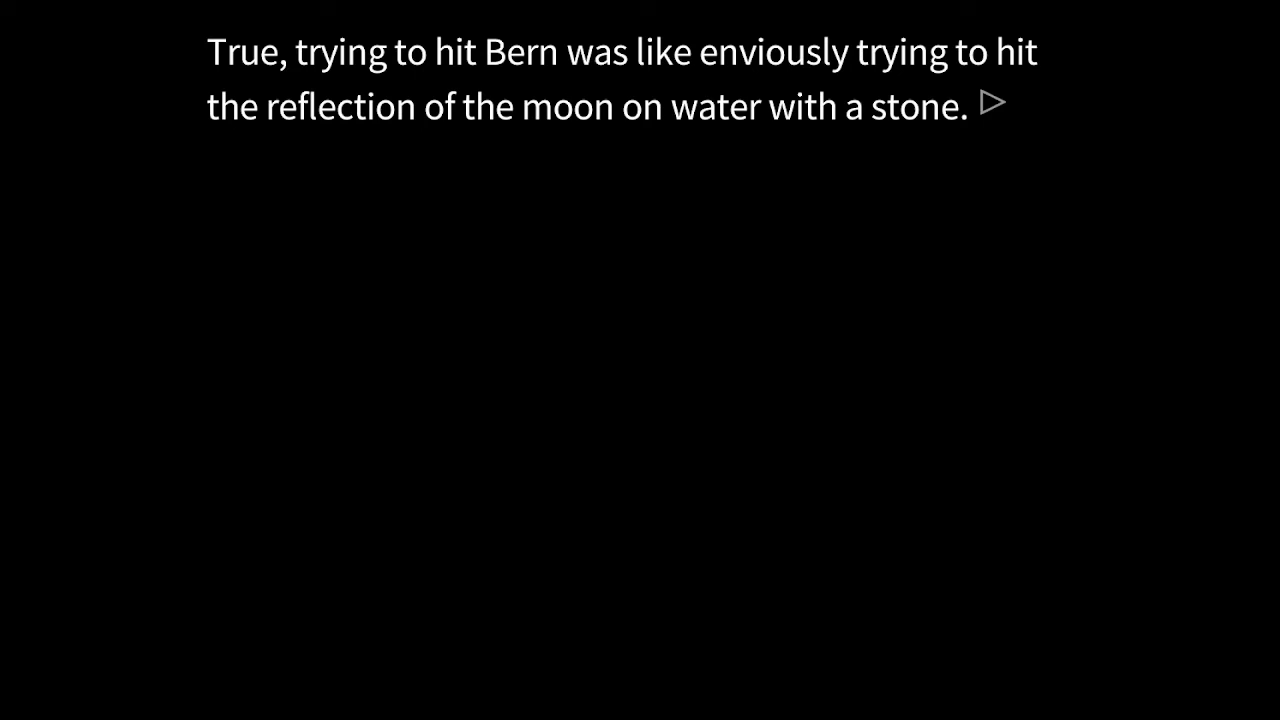 True, trying to hit Bern was like enviously trying to hit
the reflection of the moon on water with a stone.